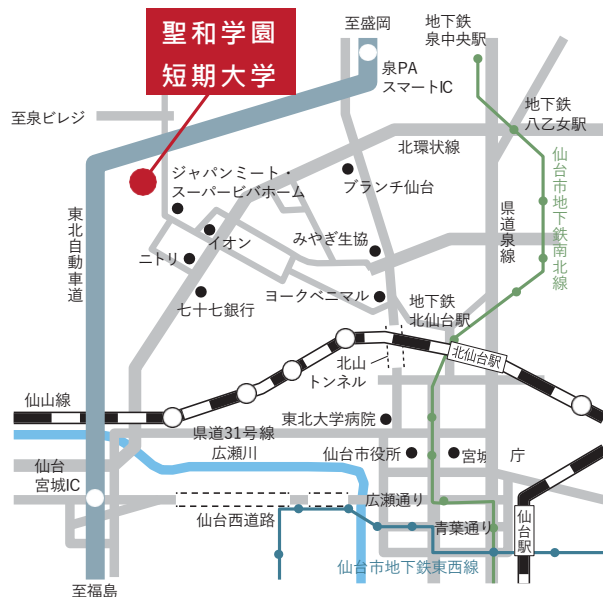 聖和学園
短期大学
至盛岡
地下鉄
泉中央駅
泉PA
スマートIC
至泉ビレジ
地下鉄
八乙女駅
北環状線
仙台市地下鉄南北線
ジャパンミート・
スーパービバホーム
ブランチ仙台
県道泉線
東北自動車道
イオン
みやぎ生協
ニトリ
ヨークベニマル
七十七銀行
地下鉄
北仙台駅
北仙台駅
北山
トンネル
仙山線
東北大学病院
県道31号線
広瀬川
仙台市役所
宮城 庁
仙台
宮城IC
広瀬通り
仙台西道路
青葉通り
仙台駅
仙台市地下鉄東西線
至福島